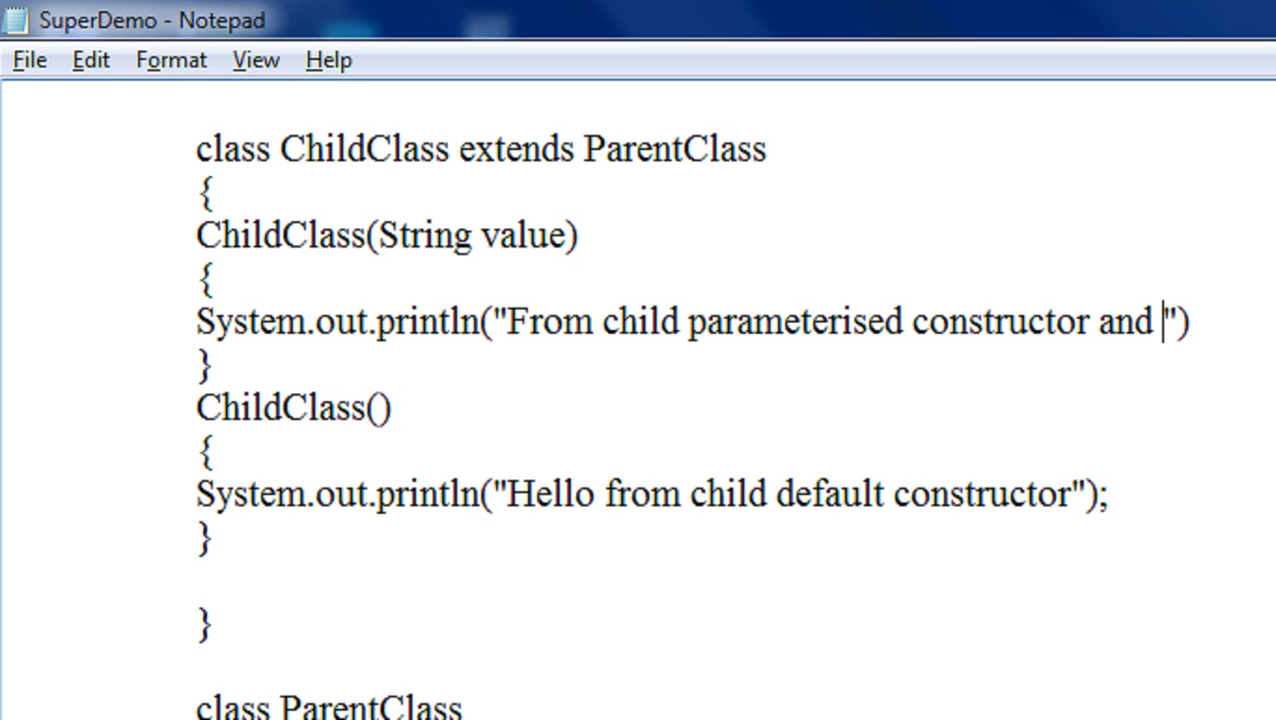 SuperDemo - Notepad
File Edit Format View Help
class ChildClass extends ParentClass
{
ChildClass(String value)
{
System.out.println("From child parameterised constructor and ")
}
ChildClass()
{
System.out.println("Hello from child default constructor");
}
}
class ParentClass